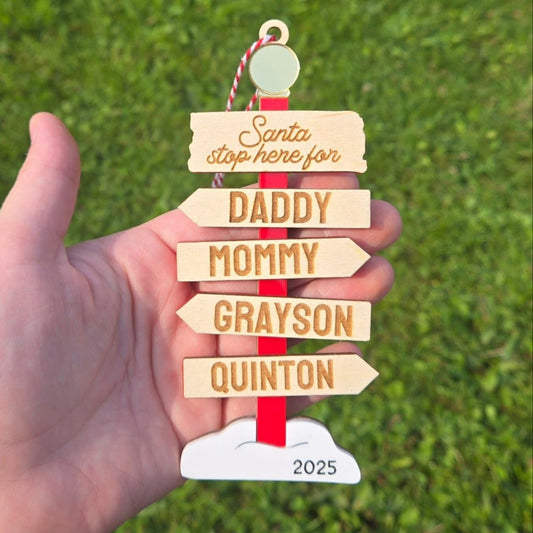 Santa
stop here for
DADDY
MOMMY
GRAYSON
QUINTON
2025